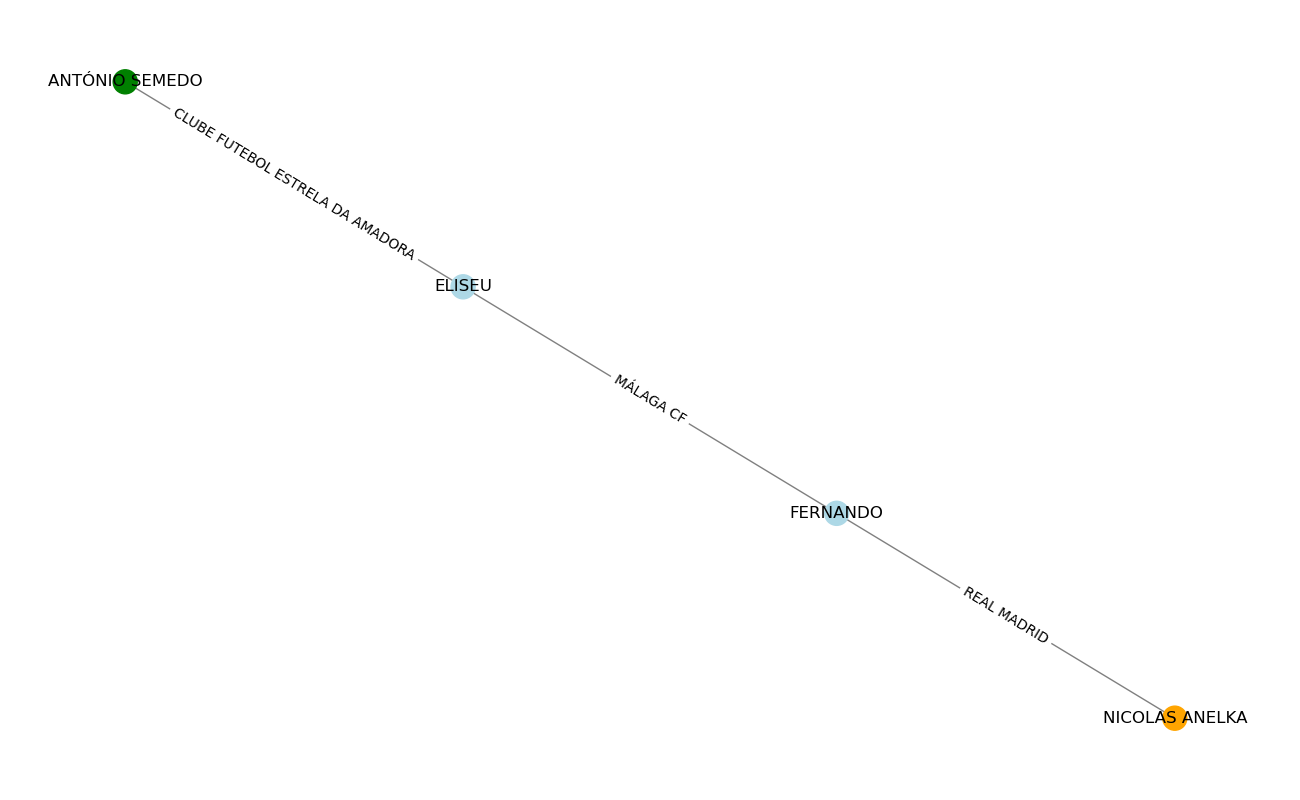 ANTÓNIO SEMEDO
CLUBE FUTEBOL ESTRELA DA AMADORA
ELISEU
MÁLAGA CF
FERNANDO
REAL MADRID
NICOLAS ANELKA